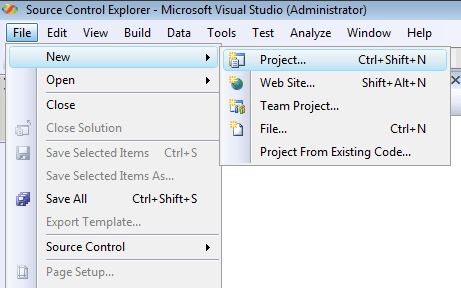 Source Control Explorer - Microsoft Visual Studio (Administrator)
File Edit View Build Data Tools Test Analyze Window Help
New
Open
Close
Close Solution
Save Selected Items Ctrl+S
Save Selected Items As...
Save All Ctrl+Shift+S
Export Template...
Source Control
Page Setup...
Project... Ctrl+Shift+N
Web Site... Shift+Alt+N
Team Project...
File... Ctrl+N
Project From Existing Code...